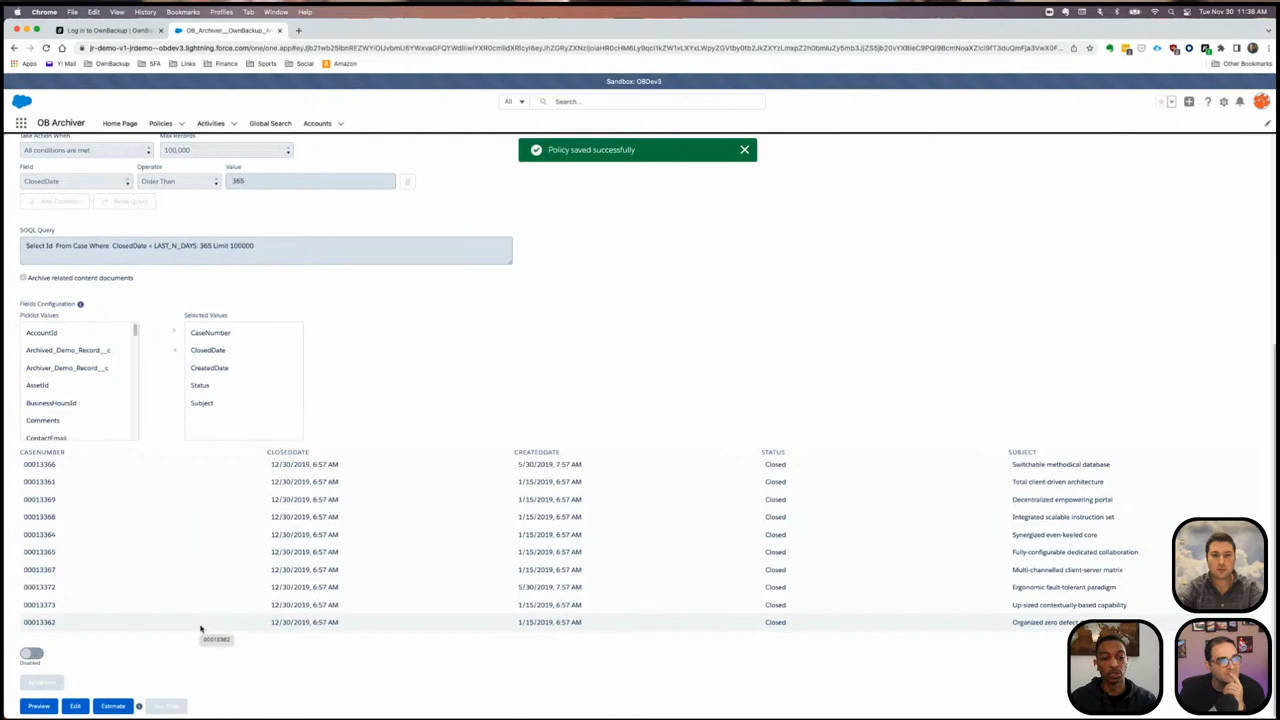 Chrome File Edit View History Bookmarks Profiles Tab Window Help Tue Nov 30 11:38 AM
Log in to OwnBackup | OwnB OB_Archiver__OwnBackup_Ar
Apps Y! Mail OwnBackup SFA Links Finance Sports Social Amazon Other Bookmarks
Sandbox: OBDev3
All Search...
OB Archiver Home Page Policies Activities Global Search Accounts
Take Action When Max Records
All conditions are met 100,000
Policy saved successfully
Field Operator Value
ClosedDate Older Than 365
Add Condition Reset Query
SOQL Query
Select Id From Case Where ClosedDate < LAST_N_DAYS: 365 Limit 100000
Archive related content documents
Fields Configuration
Picklist Values Selected Values
AccountId CaseNumber
Archived_Demo_Record__c ClosedDate
Archiver_Demo_Record__c CreatedDate
AssetId Status
BusinessHoursId Subject
Comments
ContactEmail
CASENUMBER CLOSEDDATE CREATEDDATE STATUS SUBJECT
00013366 12/30/2019, 6:57 AM 5/30/2019, 7:57 AM Closed Switchable methodical database
00013361 12/30/2019, 6:57 AM 1/15/2019, 6:57 AM Closed Total client-driven architecture
00013369 12/30/2019, 6:57 AM 1/15/2019, 6:57 AM Closed Decentralized empowering portal
00013368 12/30/2019, 6:57 AM 1/15/2019, 6:57 AM Closed Integrated scalable instruction set
00013364 12/30/2019, 6:57 AM 1/15/2019, 6:57 AM Closed Synergized even-keeled core
00013365 12/30/2019, 6:57 AM 1/15/2019, 6:57 AM Closed Fully-configurable dedicated collaboration
00013367 12/30/2019, 6:57 AM 1/15/2019, 6:57 AM Closed Multi-channelled client-server matrix
00013372 12/30/2019, 6:57 AM 5/30/2019, 7:57 AM Closed Ergonomic fault-tolerant paradigm
00013373 12/30/2019, 6:57 AM 1/15/2019, 6:57 AM Closed Up-sized contextually-based capability
00013362 12/30/2019, 6:57 AM 1/15/2019, 6:57 AM Closed Organized zero defect
00013362
Disabled
Advanced
Preview Edit Estimate